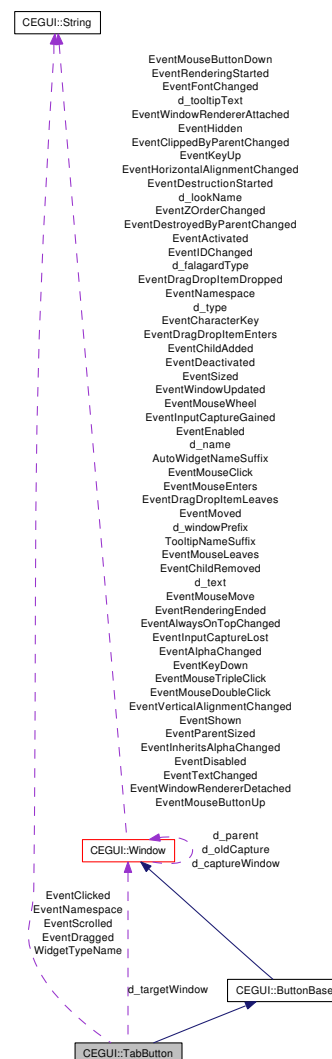 CEGUI::String
EventMouseButtonDown
EventRenderingStarted
EventFontChanged
d_tooltipText
EventWindowRendererAttached
EventHidden
EventClippedByParentChanged
EventKeyUp
EventHorizontalAlignmentChanged
EventDestructionStarted
d_lookName
EventZOrderChanged
EventDestroyedByParentChanged
EventActivated
EventIDChanged
d_falagardType
EventDragDropItemDropped
EventNamespace
d_type
EventCharacterKey
EventDragDropItemEnters
EventChildAdded
EventDeactivated
EventSized
EventWindowUpdated
EventMouseWheel
EventInputCaptureGained
EventEnabled
d_name
AutoWidgetNameSuffix
EventMouseClick
EventMouseEnters
EventDragDropItemLeaves
EventMoved
d_windowPrefix
TooltipNameSuffix
EventMouseLeaves
EventChildRemoved
d_text
EventMouseMove
EventRenderingEnded
EventAlwaysOnTopChanged
EventInputCaptureLost
EventAlphaChanged
EventKeyDown
EventMouseTripleClick
EventMouseDoubleClick
EventVerticalAlignmentChanged
EventShown
EventParentSized
EventInheritsAlphaChanged
EventDisabled
EventTextChanged
EventWindowRendererDetached
EventMouseButtonUp
CEGUI::Window
d_parent
d_oldCapture
d_captureWindow
EventClicked
EventNamespace
EventScrolled
EventDragged
WidgetTypeName
d_targetWindow
CEGUI::ButtonBase
CEGUI::TabButton